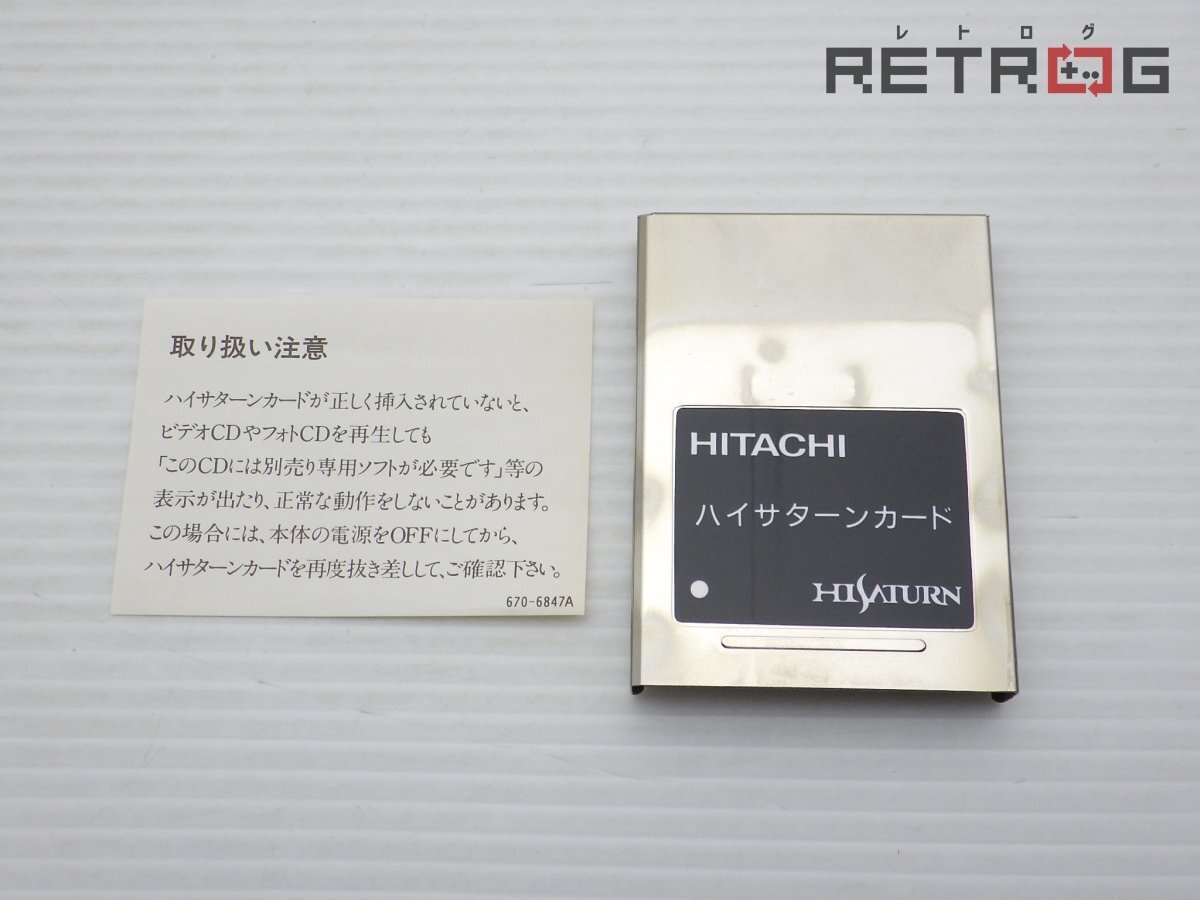 レトログ
RETROG
取り扱い注意
ハイサターンカードが正しく挿入されていないと、
ビデオCDやフォトCDを再生しても
「このCDには別売り専用ソフトが必要です」等の
表示が出たり、正常な動作をしないことがあります。
この場合には、本体の電源をOFFにしてから、
ハイサターンカードを再度抜き差しして、ご確認下さい。
670-6847A
HITACHI
ハイサターンカード
HISATURN